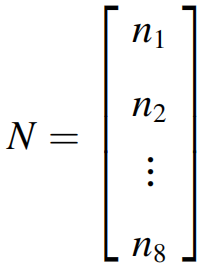 N = [ n₁
n₂
⋮
n₈ ]